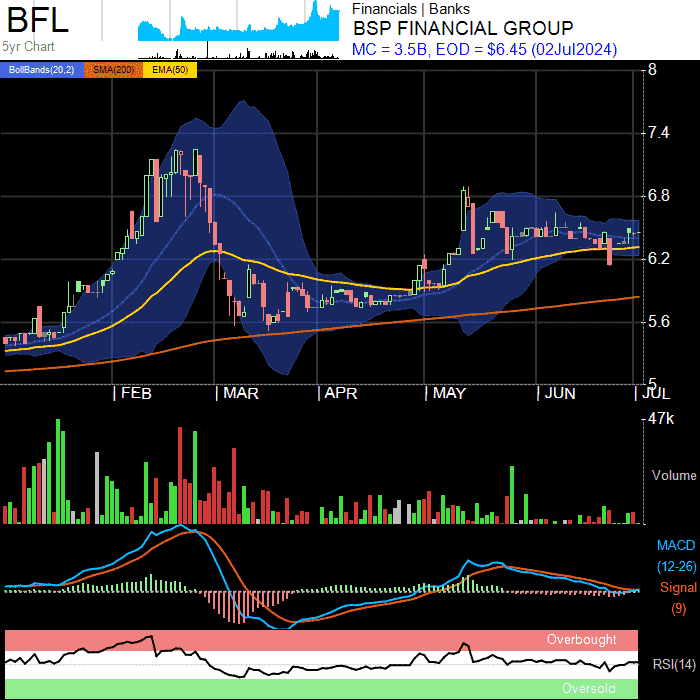 BFL
5yr Chart
Financials | Banks
BSP FINANCIAL GROUP
MC = 3.5B, EOD = $6.45 (02Jul2024)
BollBands(20,2) SMA(200) EMA(50)
8
7.4
6.8
6.2
5.6
5
FEB MAR APR MAY JUN JUL
47k
Volume
MACD
(12-26)
Signal
(9)
Overbought
RSI(14)
Oversold